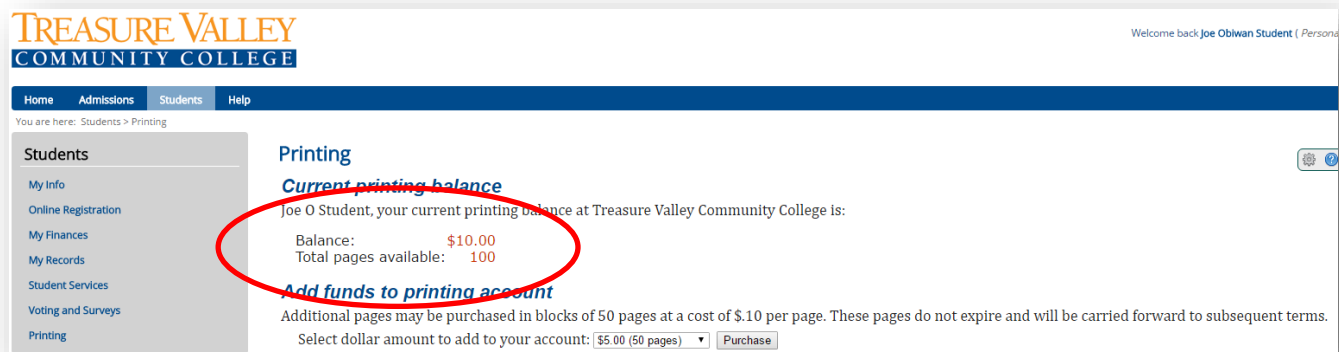 TREASURE VALLEY
COMMUNITY COLLEGE
Welcome back Joe Obiwan Student ( Persona
Home Admissions Students Help
You are here: Students > Printing
Students
My Info
Online Registration
My Finances
My Records
Student Services
Voting and Surveys
Printing
Printing
Current printing balance
Joe O Student, your current printing balance at Treasure Valley Community College is:
Balance: $10.00
Total pages available: 100
Add funds to printing account
Additional pages may be purchased in blocks of 50 pages at a cost of $.10 per page. These pages do not expire and will be carried forward to subsequent terms.
Select dollar amount to add to your account: $5.00 (50 pages) Purchase